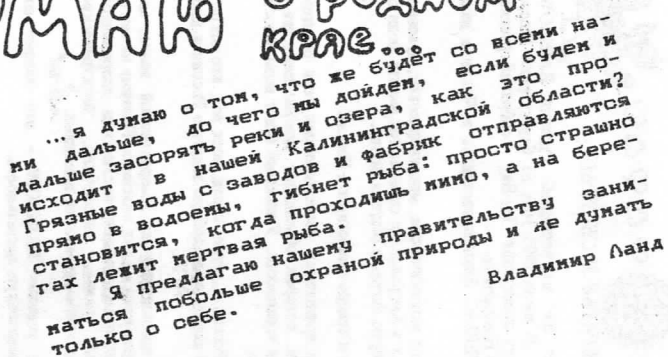 УМАЮ о родном
крае...
...я думаю о том, что же будет со всеми на-
ми дальше, до чего мы дойдем, если будем и
дальше засорять реки и озера, как это про-
исходит в нашей Калининградской области?
Грязные воды с заводов и фабрик отправляются
прямо в водоемы, гибнет рыба: просто страшно
становится, когда проходишь мимо, а на бере-
гах лежит мертвая рыба.
Я предлагаю нашему правительству зани-
маться побольше охраной природы и не думать
только о себе.
Владимир Ланд